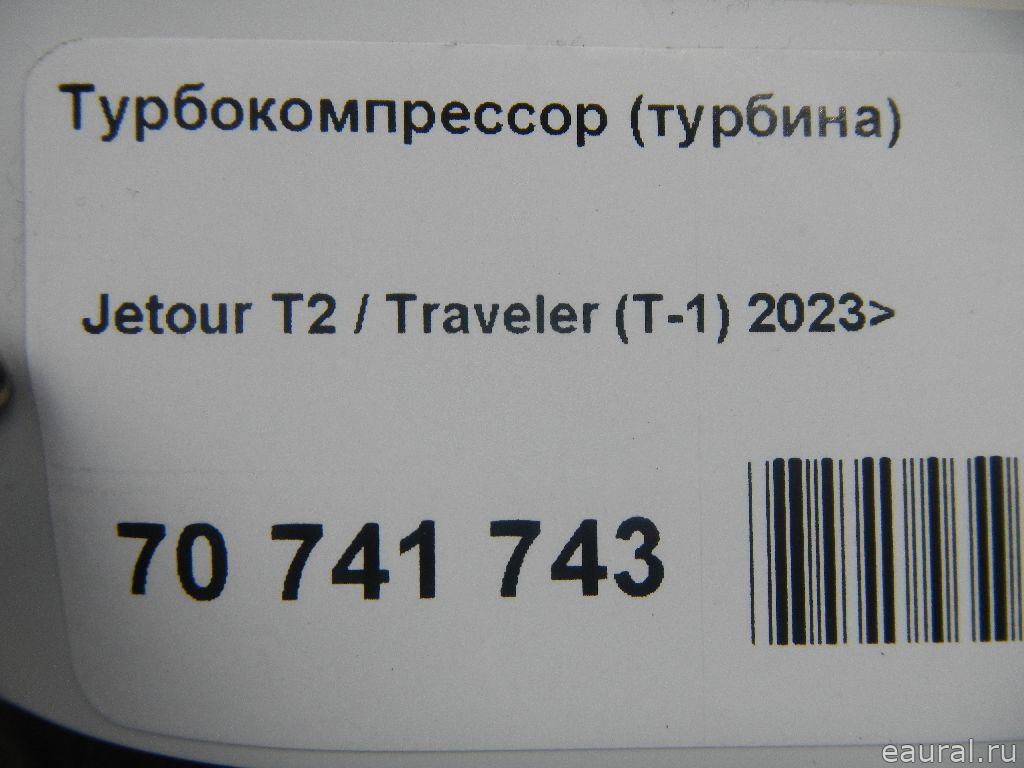 Турбокомпрессор (турбина)
Jetour T2 / Traveler (T-1) 2023>
70 741 743
eaural.ru